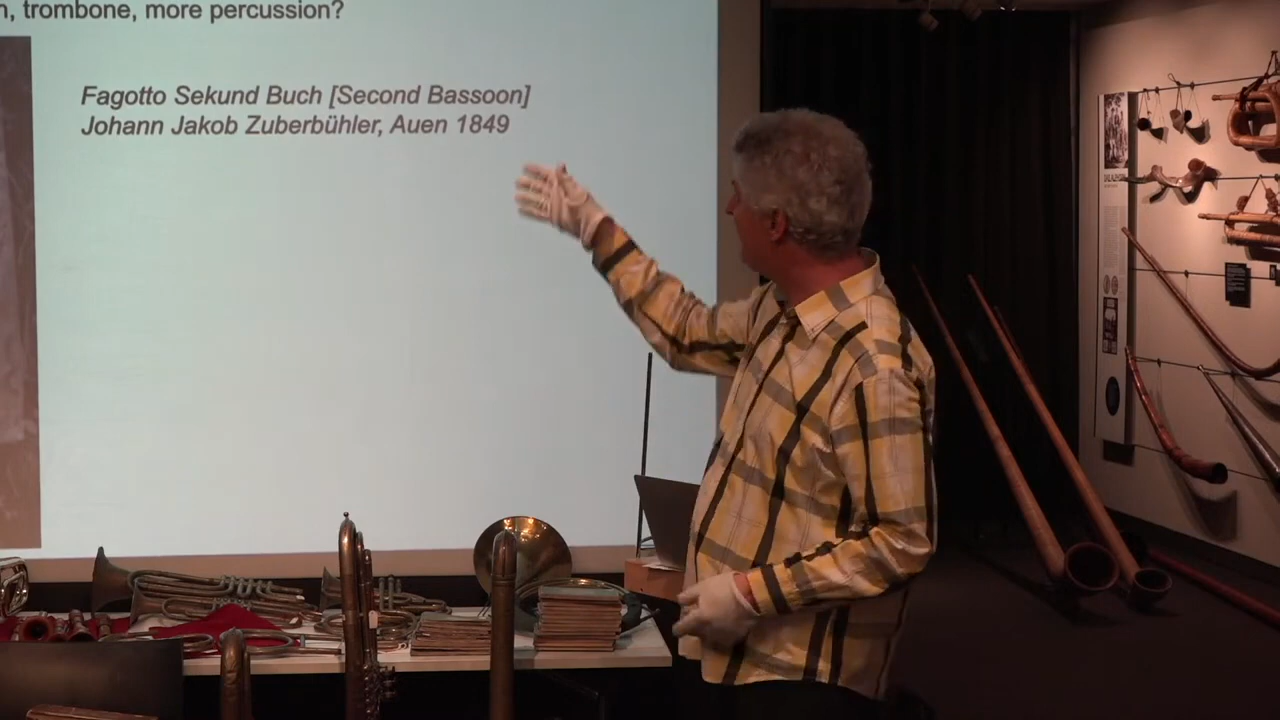 , trombone, more percussion?
Fagotto Sekund Buch [Second Bassoon]
Johann Jakob Zuberbühler, Auen 1849